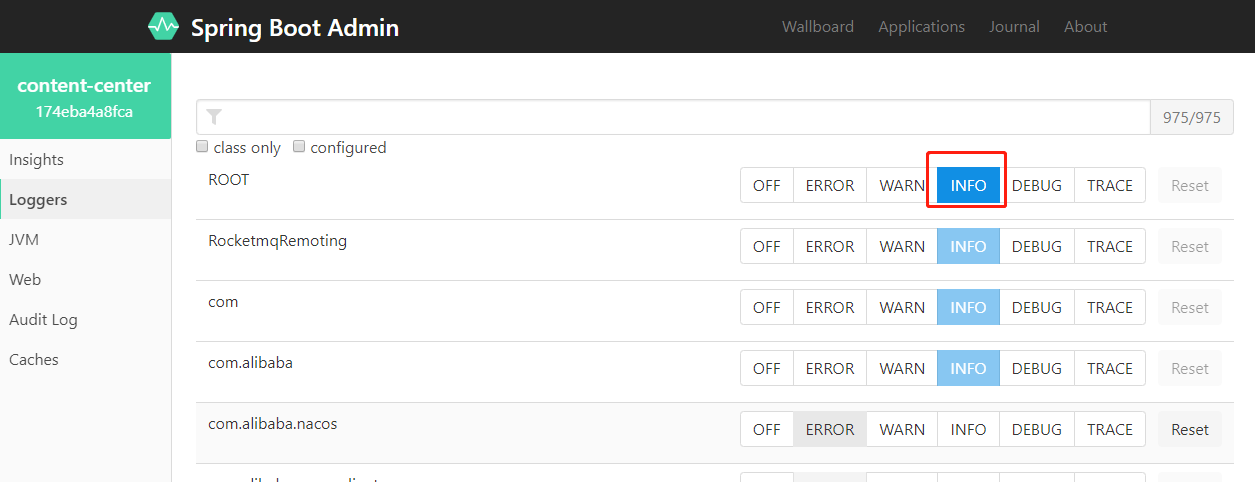 Spring Boot Admin Wallboard Applications Journal About
content-center
174eba4a8fca
Insights
Loggers
JVM
Web
Audit Log
Caches
975/975
class only configured
ROOT OFF ERROR WARN INFO DEBUG TRACE Reset
RocketmqRemoting OFF ERROR WARN INFO DEBUG TRACE Reset
com OFF ERROR WARN INFO DEBUG TRACE Reset
com.alibaba OFF ERROR WARN INFO DEBUG TRACE Reset
com.alibaba.nacos OFF ERROR WARN INFO DEBUG TRACE Reset